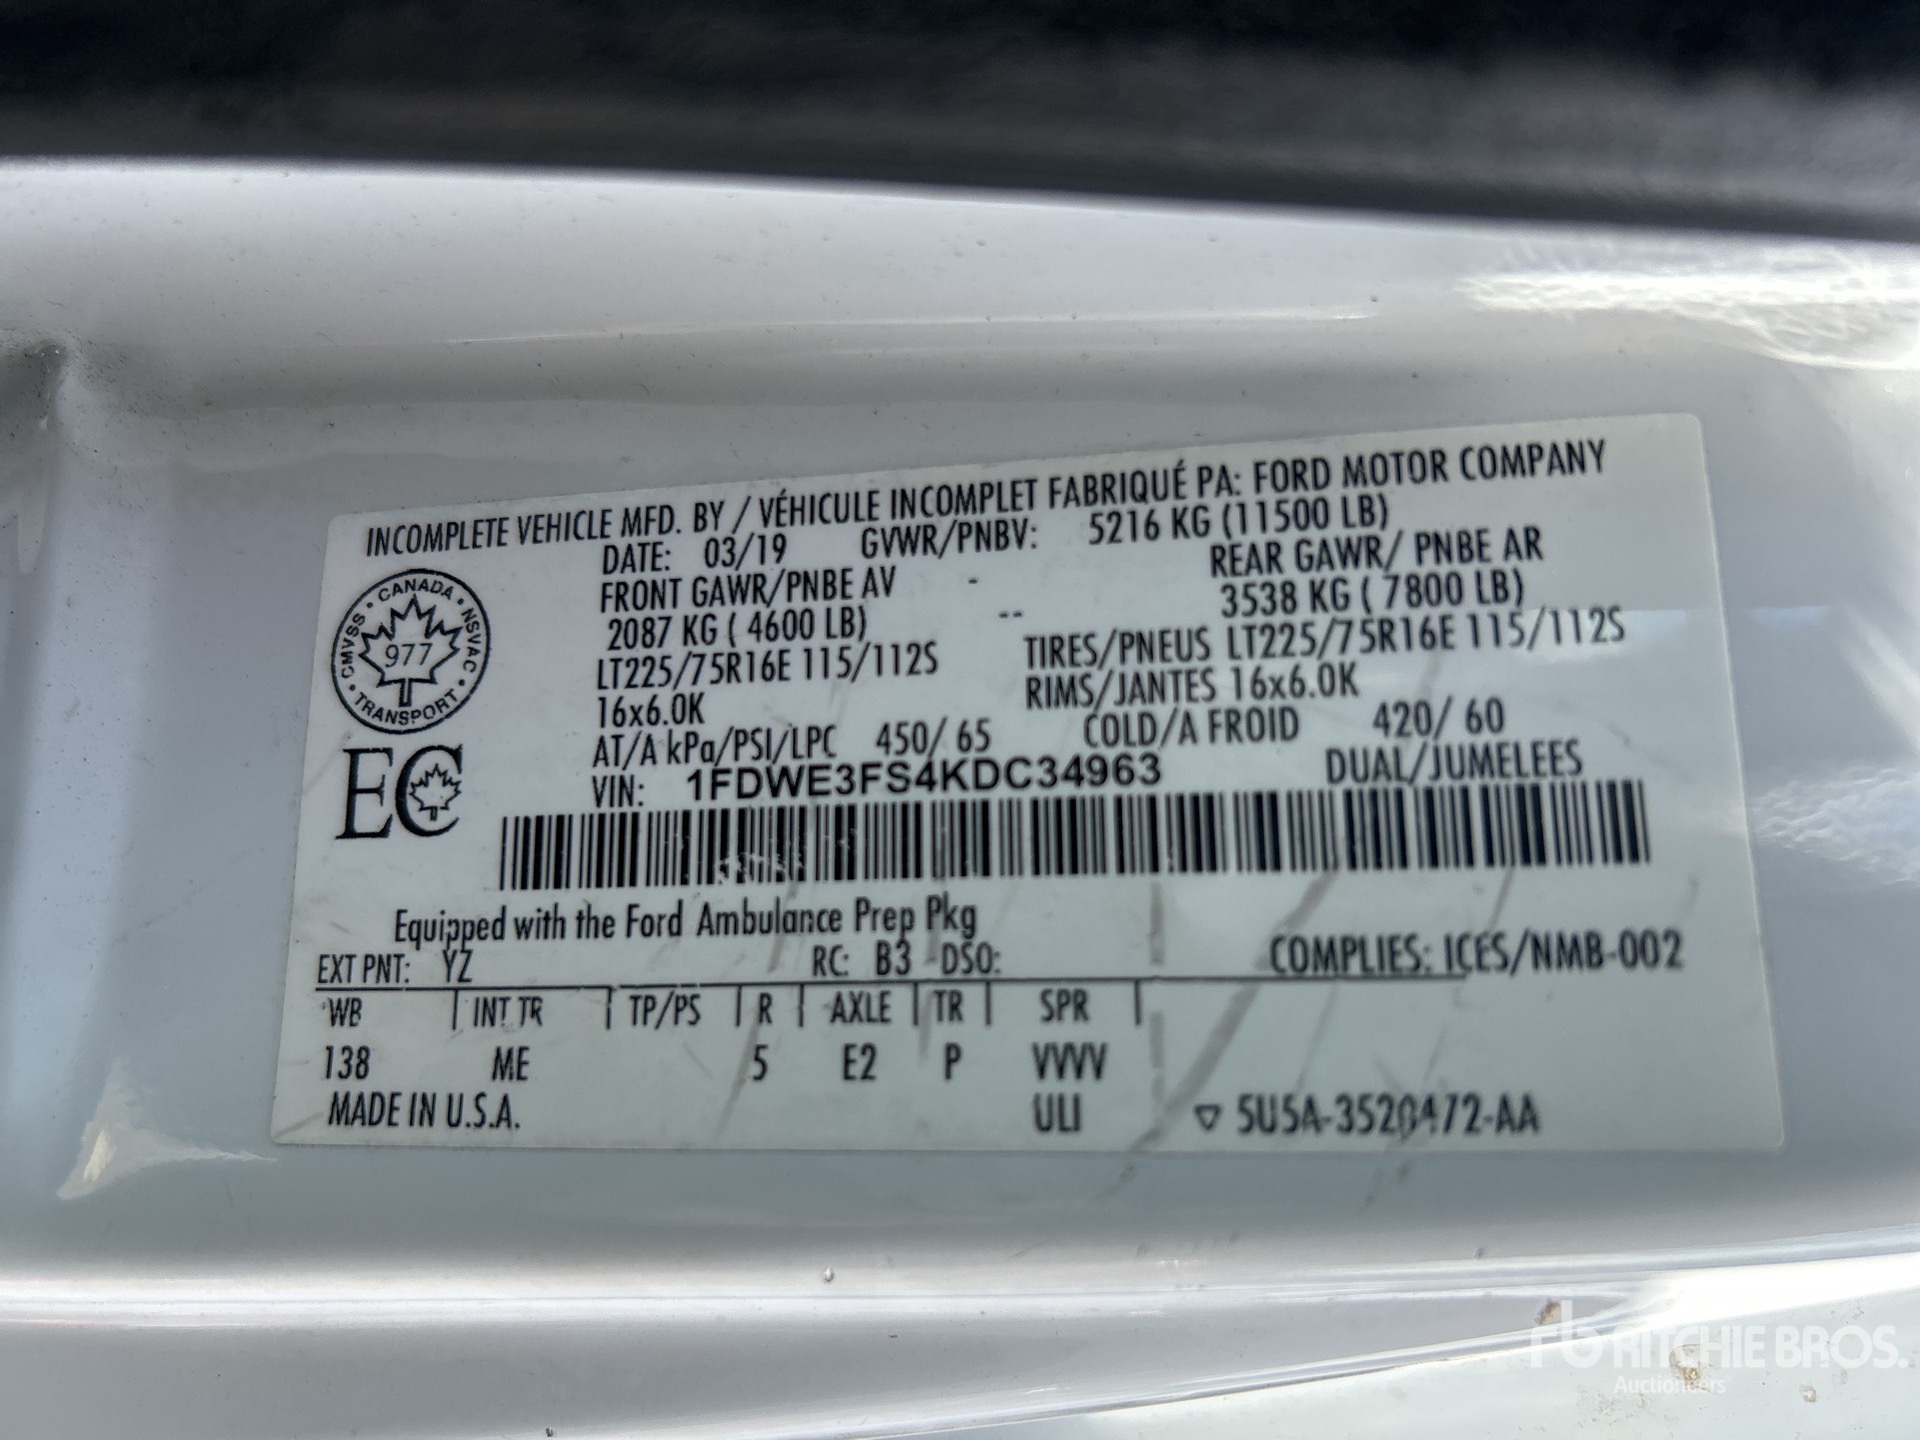 INCOMPLETE VEHICLE MFD. BY / VÉHICULE INCOMPLET FABRIQUÉ PA: FORD MOTOR COMPANY
DATE: 03/19 GVWR/PNBV: 5216 KG (11500 LB)
FRONT GAWR/PNBE AV - REAR GAWR/ PNBE AR
2087 KG ( 4600 LB) -- 3538 KG ( 7800 LB)
LT225/75R16E 115/112S TIRES/PNEUS LT225/75R16E 115/112S
16x6.0K RIMS/JANTES 16x6.0K
AT/A kPa/PSI/LPC 450/ 65 COLD/A FROID 420/ 60
VIN: 1FDWE3FS4KDC34963 DUAL/JUMELEES
CANADA · NSVAC · TRANSPORT · CMVSS ·
977
EC
Equipped with the Ford Ambulance Prep Pkg
EXT PNT: YZ RC: B3 DSO: COMPLIES: ICES/NMB-002
WB | INT TR | TP/PS | R | AXLE | TR | SPR |
138 ME 5 E2 P VVVV
MADE IN U.S.A. ULI ▽ 5U5A-3520472-AA
rb RITCHIE BROS.
Auctioneers